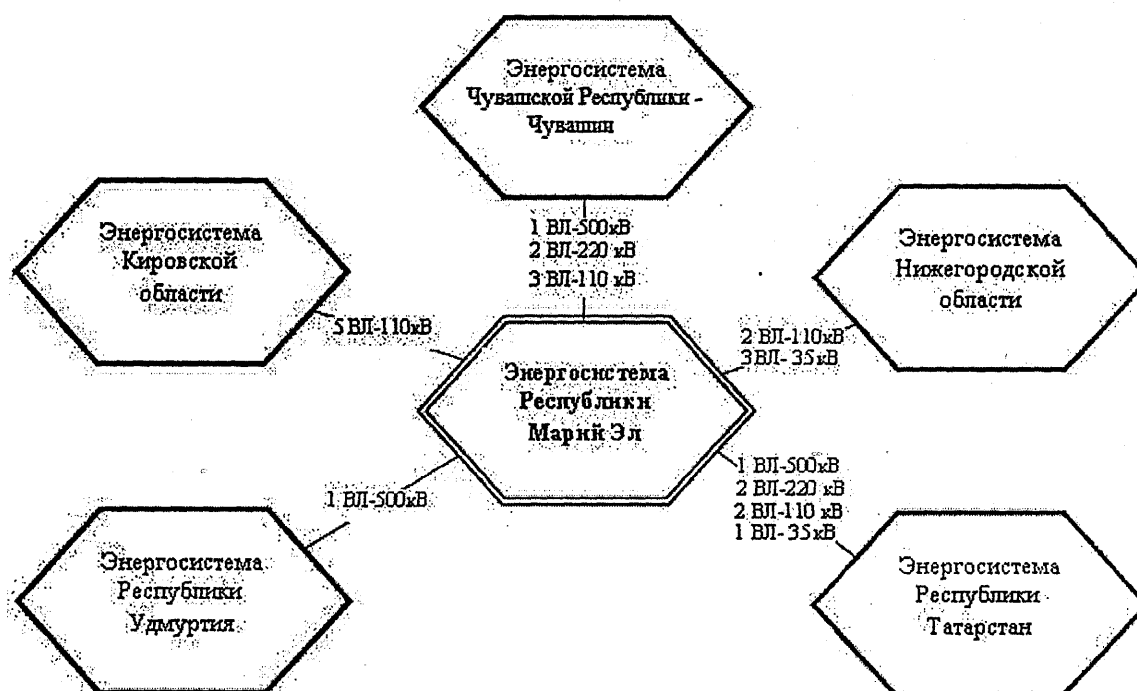 Энергосистема
Чувашской Республики -
Чувашии
1 ВЛ-500кВ
2 ВЛ-220 кВ
3 ВЛ-110 кВ
Энергосистема
Кировской
области
5 ВЛ-110кВ
Энергосистема
Нижегородской
области
2 ВЛ-110кВ
3 ВЛ- 35кВ
Энергосистема
Республики
Марий Эл
1 ВЛ-500кВ
Энергосистема
Республики
Удмуртия
1 ВЛ-500кВ
2 ВЛ-220 кВ
2 ВЛ-110 кВ
1 ВЛ- 35кВ
Энергосистема
Республики
Татарстан